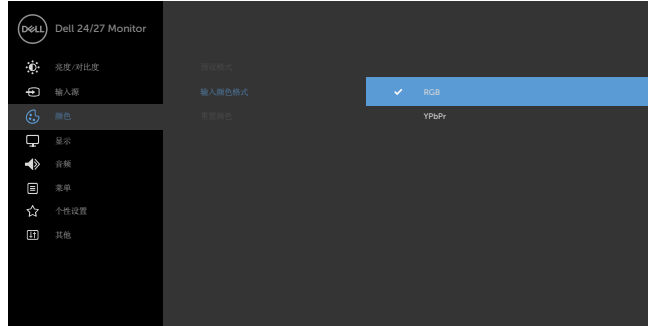 DELL
Dell 24/27 Monitor
亮度/对比度
预设模式
输入源
输入颜色格式
RGB
颜色
重置颜色
YPbPr
显示
音频
菜单
个性设置
其他